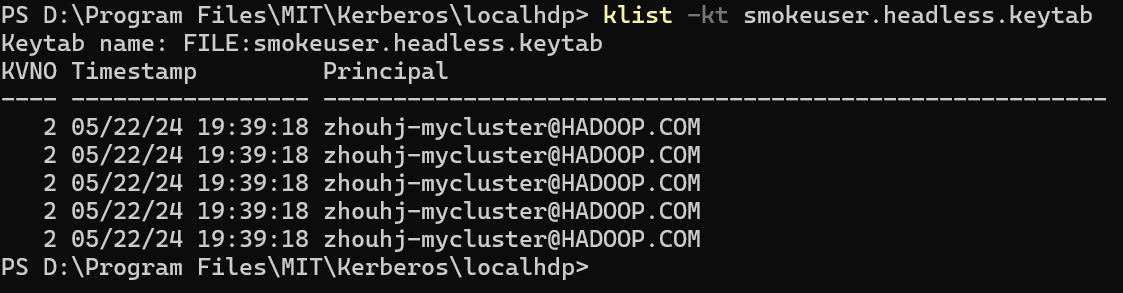 PS D:\Program Files\MIT\Kerberos\localhdp> klist -kt smokeuser.headless.keytab
Keytab name: FILE:smokeuser.headless.keytab
KVNO Timestamp         Principal
---- ----------------- --------------------------------------------------------
   2 05/22/24 19:39:18 zhouhj-mycluster@HADOOP.COM
   2 05/22/24 19:39:18 zhouhj-mycluster@HADOOP.COM
   2 05/22/24 19:39:18 zhouhj-mycluster@HADOOP.COM
   2 05/22/24 19:39:18 zhouhj-mycluster@HADOOP.COM
   2 05/22/24 19:39:18 zhouhj-mycluster@HADOOP.COM
PS D:\Program Files\MIT\Kerberos\localhdp>